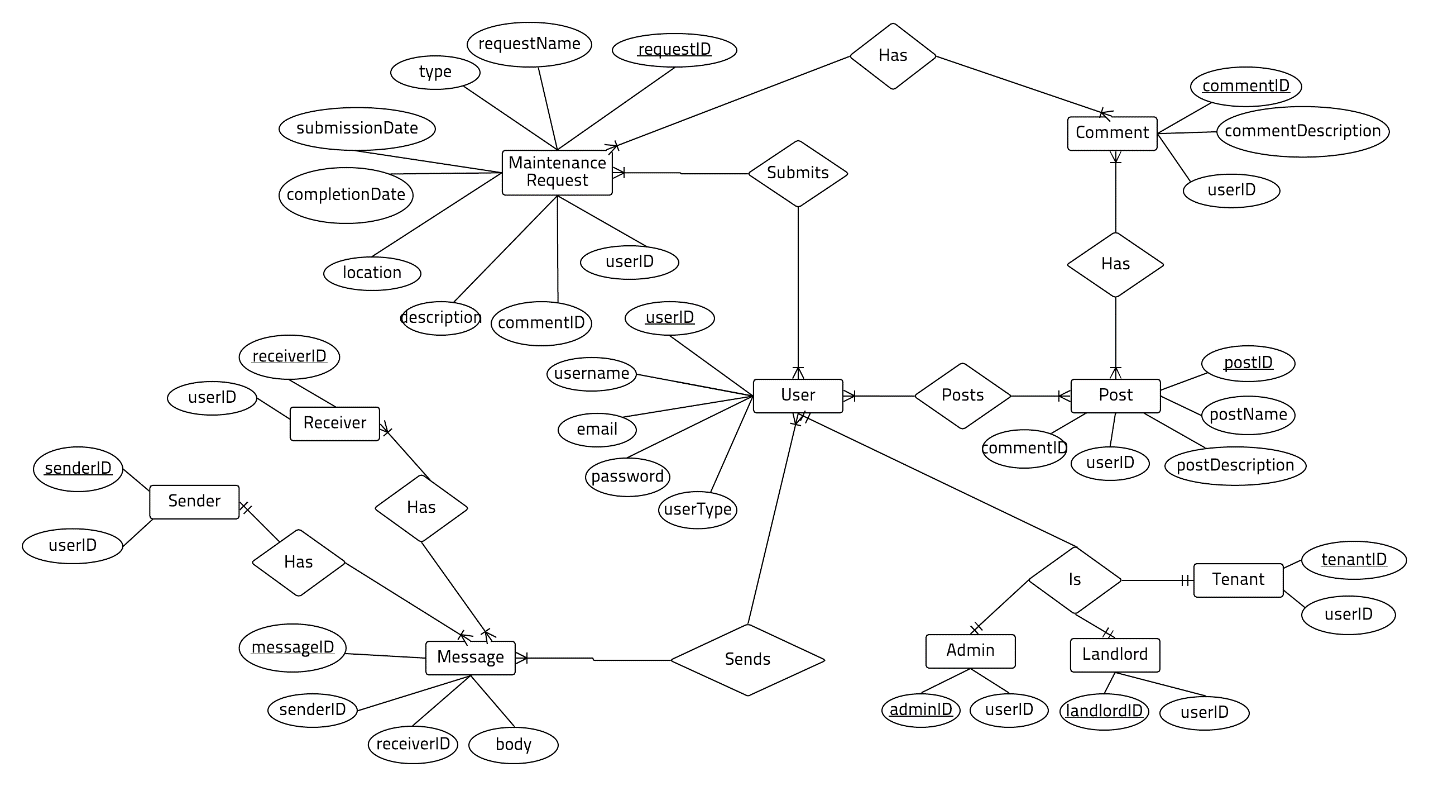 requestName
requestID
type
Has
commentID
submissionDate
commentDescription
Comment
Maintenance
Request
Submits
completionDate
userID
location
userID
Has
description
commentID
userID
receiverID
username
postID
userID
User
Posts
Post
postName
Receiver
email
commentID
userID
postDescription
senderID
password
Sender
userType
Has
userID
Has
Is
Tenant
tenantID
userID
messageID
Message
Sends
Admin
Landlord
senderID
adminID
userID
landlordID
userID
receiverID
body